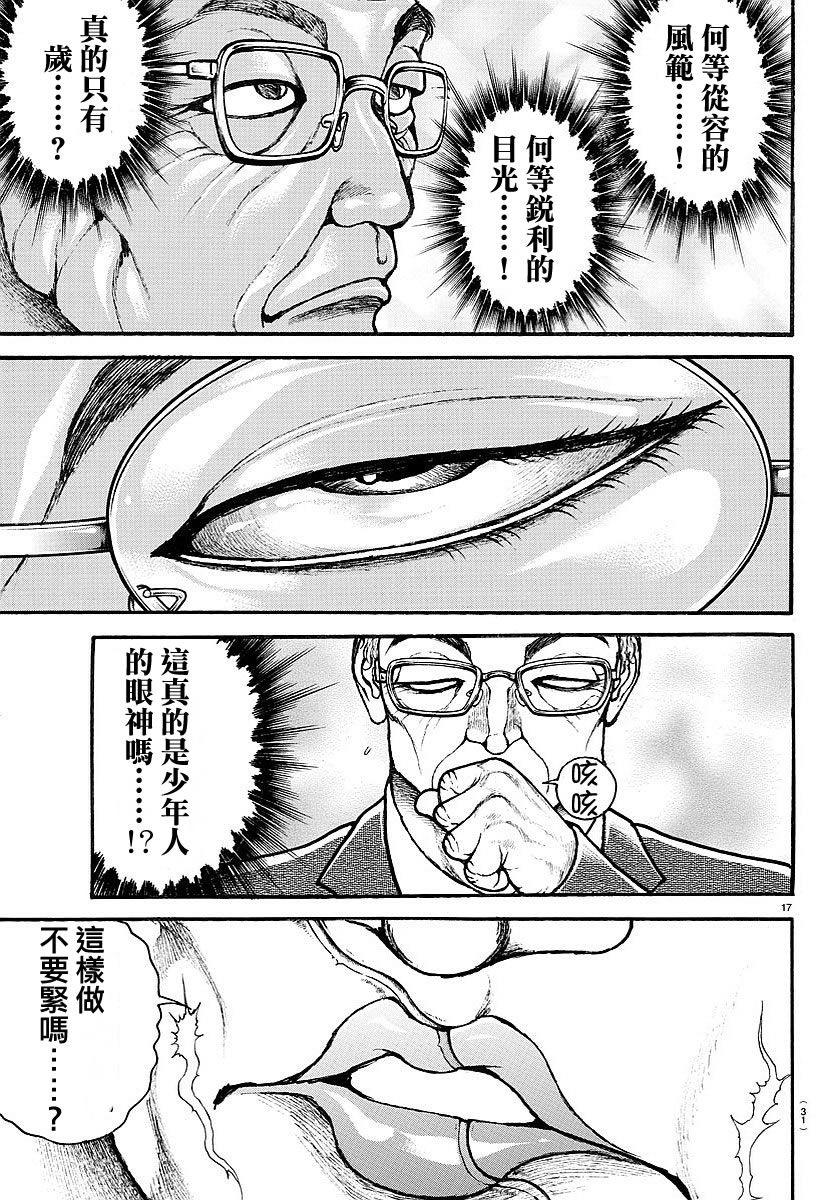 何等從容的
風範……！
何等鋭利的
目光……！
真的只有
歲……？
這真的是少年人
的眼神嗎……！？
咳
咳
17
這樣做
不要緊嗎……？
（31）